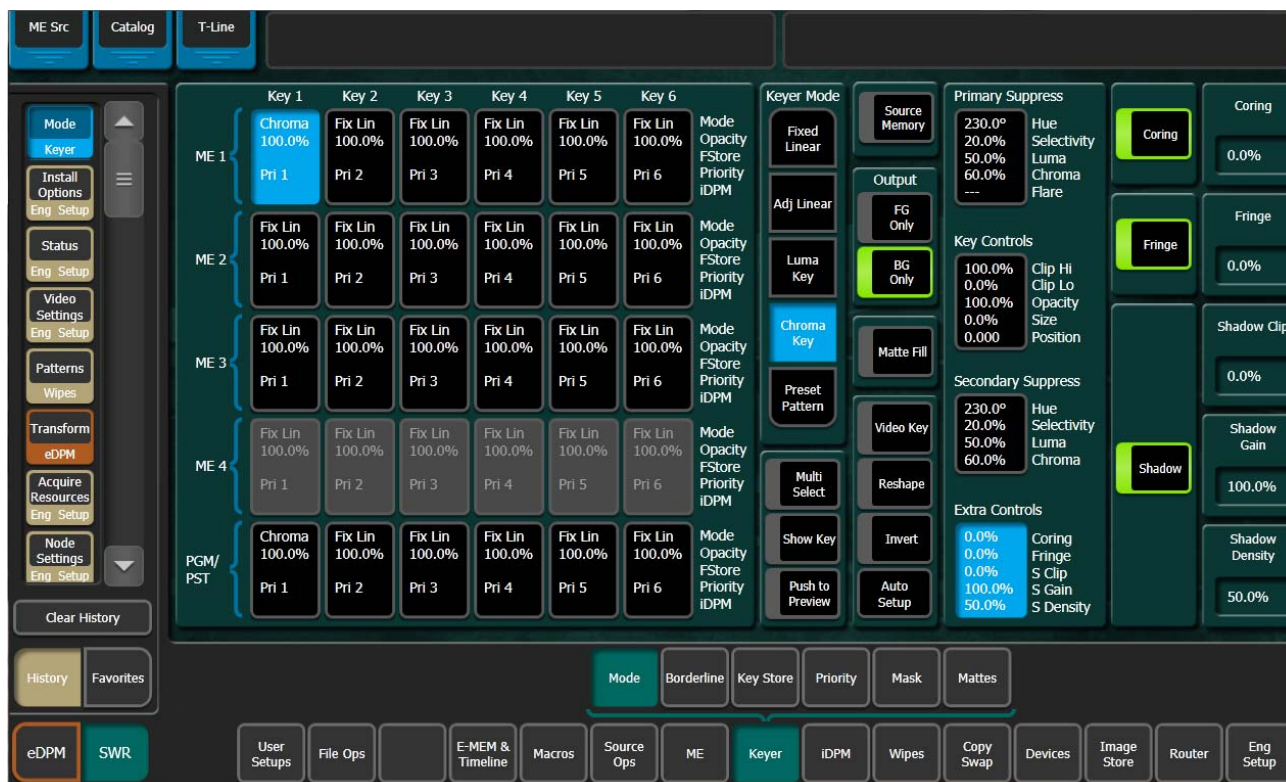 ME Src
Catalog
T-Line
Mode
Keyer
Install
Options
Eng Setup
Status
Eng Setup
Video
Settings
Eng Setup
Patterns
Wipes
Transform
eDPM
Acquire
Resources
Eng Setup
Node
Settings
Eng Setup
Clear History
History
Favorites
eDPM
SWR
Key 1 Key 2 Key 3 Key 4 Key 5 Key 6
ME 1
Chroma Fix Lin Fix Lin Fix Lin Fix Lin Fix Lin Mode
100.0% 100.0% 100.0% 100.0% 100.0% 100.0% Opacity
FStore
Pri 1 Pri 2 Pri 3 Pri 4 Pri 5 Pri 6 Priority
iDPM
ME 2
Fix Lin Fix Lin Fix Lin Fix Lin Fix Lin Fix Lin Mode
100.0% 100.0% 100.0% 100.0% 100.0% 100.0% Opacity
FStore
Pri 1 Pri 2 Pri 3 Pri 4 Pri 5 Pri 6 Priority
iDPM
ME 3
Fix Lin Fix Lin Fix Lin Fix Lin Fix Lin Fix Lin Mode
100.0% 100.0% 100.0% 100.0% 100.0% 100.0% Opacity
FStore
Pri 1 Pri 2 Pri 3 Pri 4 Pri 5 Pri 6 Priority
iDPM
ME 4
Fix Lin Fix Lin Fix Lin Fix Lin Fix Lin Fix Lin Mode
100.0% 100.0% 100.0% 100.0% 100.0% 100.0% Opacity
FStore
Pri 1 Pri 2 Pri 3 Pri 4 Pri 5 Pri 6 Priority
iDPM
PGM/
PST
Chroma Fix Lin Fix Lin Fix Lin Fix Lin Fix Lin Mode
100.0% 100.0% 100.0% 100.0% 100.0% 100.0% Opacity
FStore
Pri 1 Pri 2 Pri 3 Pri 4 Pri 5 Pri 6 Priority
iDPM
Keyer Mode
Fixed
Linear
Adj Linear
Luma
Key
Chroma
Key
Preset
Pattern
Multi
Select
Show Key
Push to
Preview
Source
Memory
Output
FG
Only
BG
Only
Matte Fill
Video Key
Reshape
Invert
Auto
Setup
Primary Suppress
230.0º Hue
20.0% Selectivity
50.0% Luma
60.0% Chroma
--- Flare
Key Controls
100.0% Clip Hi
0.0% Clip Lo
100.0% Opacity
0.0% Size
0.000 Position
Secondary Suppress
230.0º Hue
20.0% Selectivity
50.0% Luma
60.0% Chroma
Extra Controls
0.0% Coring
0.0% Fringe
0.0% S Clip
100.0% S Gain
50.0% S Density
Coring
Fringe
Shadow
Coring
0.0%
Fringe
0.0%
Shadow Clip
0.0%
Shadow
Gain
100.0%
Shadow
Density
50.0%
Mode
Borderline
Key Store
Priority
Mask
Mattes
User
Setups
File Ops
E-MEM &
Timeline
Macros
Source
Ops
ME
Keyer
iDPM
Wipes
Copy
Swap
Devices
Image
Store
Router
Eng
Setup